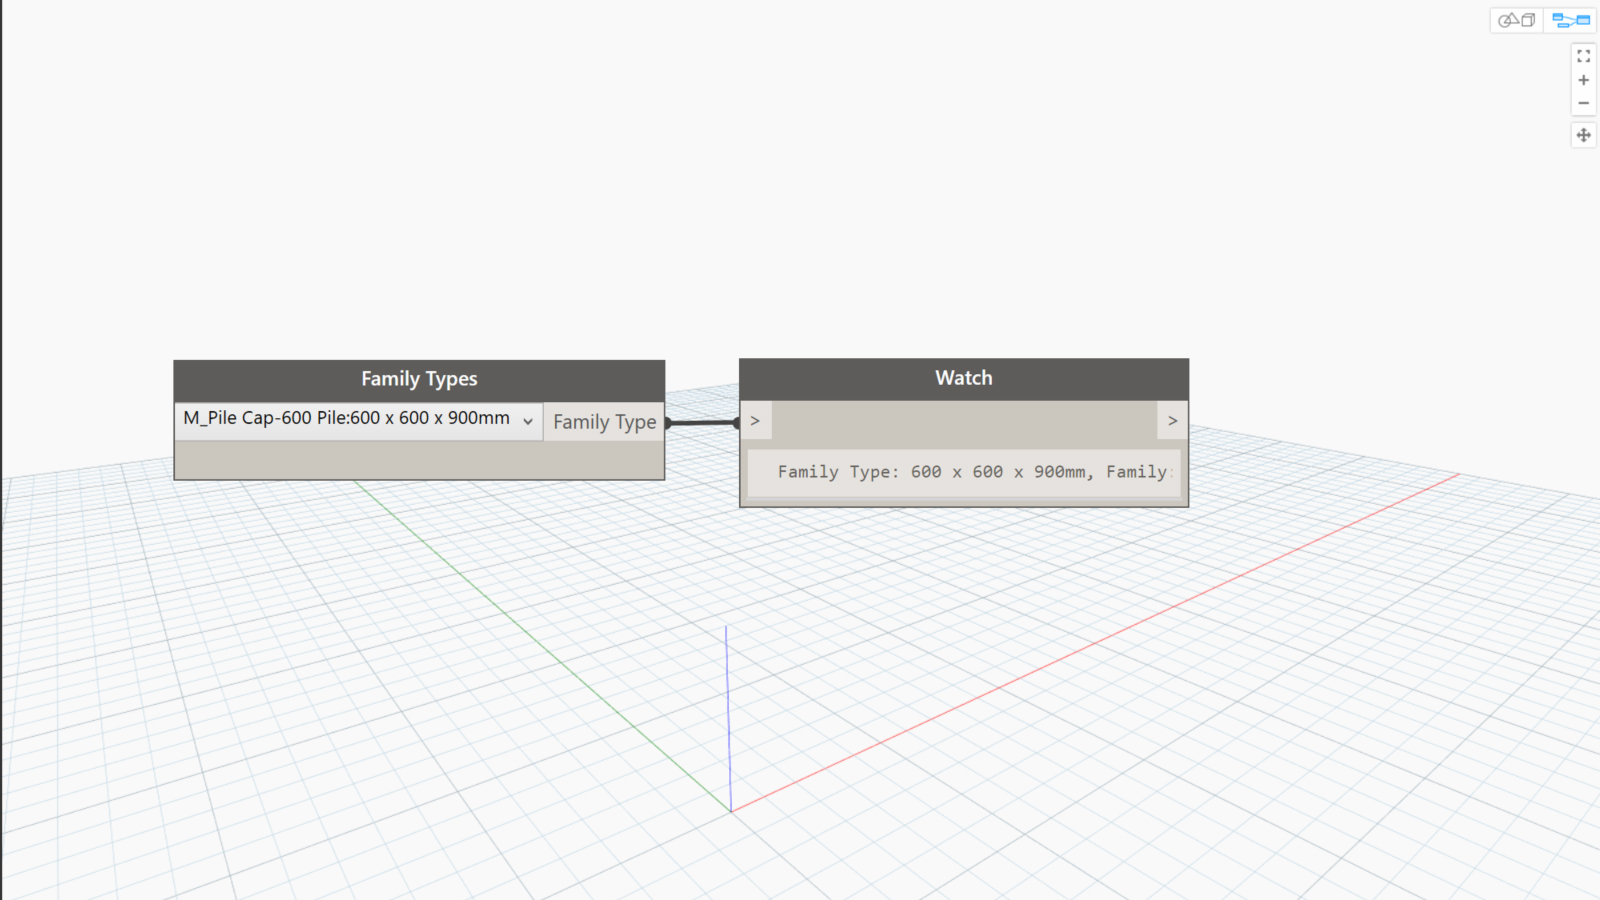 Family Types
M_Pile Cap-600 Pile:600 x 600 x 900mm
Family Type
Watch
>
>
Family Type: 600 x 600 x 900mm, Family: